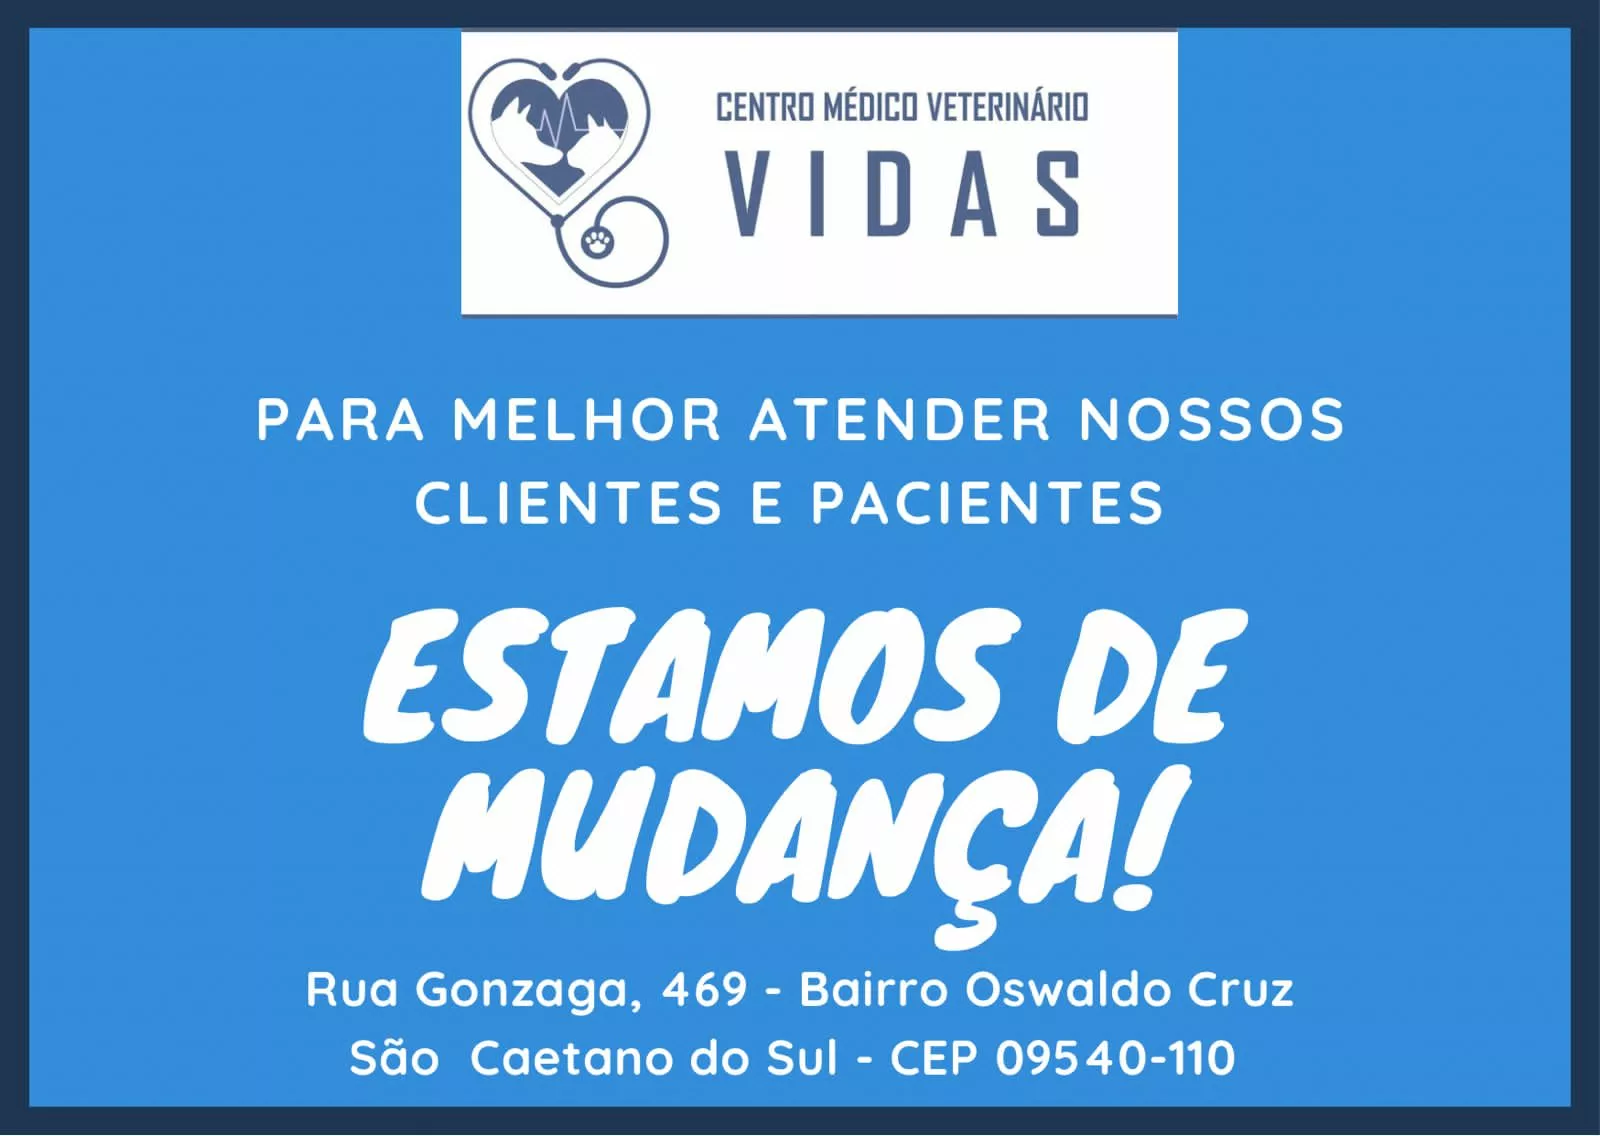 CENTRO MÉDICO VETERINÁRIO
VIDAS
PARA MELHOR ATENDER NOSSOS
CLIENTES E PACIENTES
ESTAMOS DE
MUDANÇA!
Rua Gonzaga, 469 - Bairro Oswaldo Cruz
São Caetano do Sul - CEP 09540-110